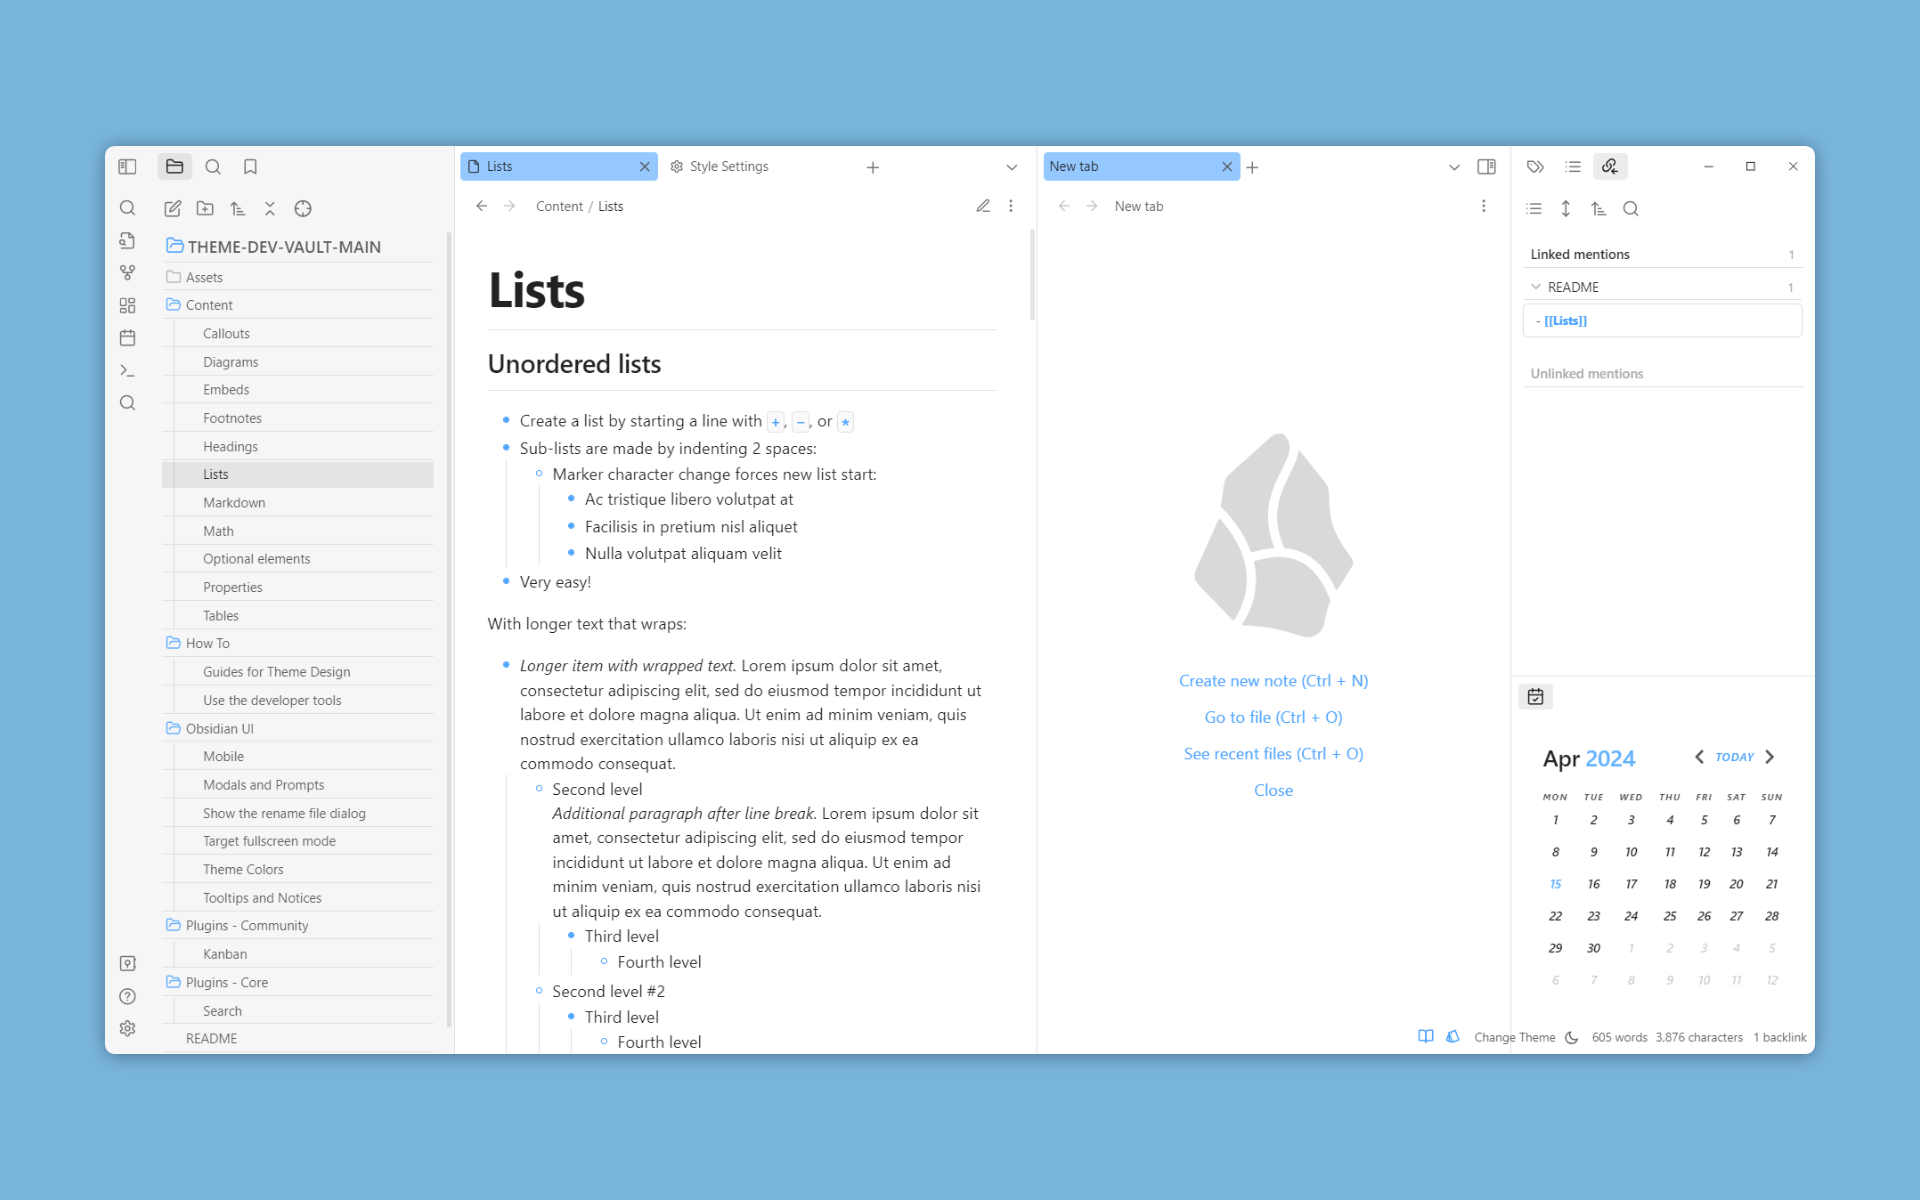 Lists
Style Settings
New tab
Content / Lists
New tab
THEME-DEV-VAULT-MAIN
Assets
Content
Callouts
Diagrams
Embeds
Footnotes
Headings
Lists
Markdown
Math
Optional elements
Properties
Tables
How To
Guides for Theme Design
Use the developer tools
Obsidian UI
Mobile
Modals and Prompts
Show the rename file dialog
Target fullscreen mode
Theme Colors
Tooltips and Notices
Plugins - Community
Kanban
Plugins - Core
Search
README
Lists
Unordered lists
Create a list by starting a line with +, -, or *
Sub-lists are made by indenting 2 spaces:
Marker character change forces new list start:
Ac tristique libero volutpat at
Facilisis in pretium nisl aliquet
Nulla volutpat aliquam velit
Very easy!
With longer text that wraps:
Longer item with wrapped text. Lorem ipsum dolor sit amet,
consectetur adipiscing elit, sed do eiusmod tempor incididunt ut
labore et dolore magna aliqua. Ut enim ad minim veniam, quis
nostrud exercitation ullamco laboris nisi ut aliquip ex ea
commodo consequat.
Second level
Additional paragraph after line break. Lorem ipsum dolor sit
amet, consectetur adipiscing elit, sed do eiusmod tempor
incididunt ut labore et dolore magna aliqua. Ut enim ad
minim veniam, quis nostrud exercitation ullamco laboris nisi
ut aliquip ex ea commodo consequat.
Third level
Fourth level
Second level #2
Third level
Fourth level
Create new note (Ctrl + N)
Go to file (Ctrl + O)
See recent files (Ctrl + O)
Close
Linked mentions 1
README 1
- [[Lists]]
Unlinked mentions
Apr 2024 TODAY
MON TUE WED THU FRI SAT SUN
1 2 3 4 5 6 7
8 9 10 11 12 13 14
15 16 17 18 19 20 21
22 23 24 25 26 27 28
29 30 1 2 3 4 5
6 7 8 9 10 11 12
Change Theme 605 words 3,876 characters 1 backlink